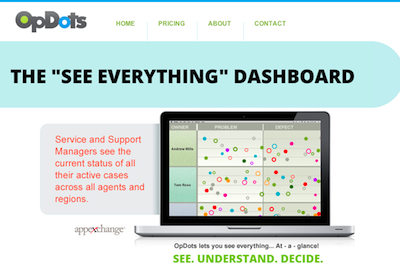 OpDots
HOME PRICING ABOUT CONTACT
THE "SEE EVERYTHING" DASHBOARD
OWNER PROBLEM DEFECT
Service and Support
Managers see the
current status of all
their active cases
across all agents and
regions.
Andrew Mills
Tate Ross
appexchange
OpDots lets you see everything... At - a - glance!
SEE. UNDERSTAND. DECIDE.